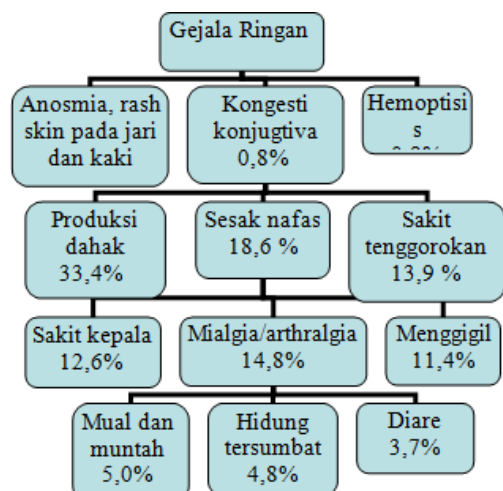 Gejala Ringan
Anosmia, rash
skin pada jari
dan kaki
Kongesti
konjugtiva
0,8%
Hemoptisi
s
Produksi
dahak
33,4%
Sesak nafas
18,6 %
Sakit
tenggorokan
13,9 %
Sakit kepala
12,6%
Mialgia/arthralgia
14,8%
Menggigil
11,4%
Mual dan
muntah
5,0%
Hidung
tersumbat
4,8%
Diare
3,7%